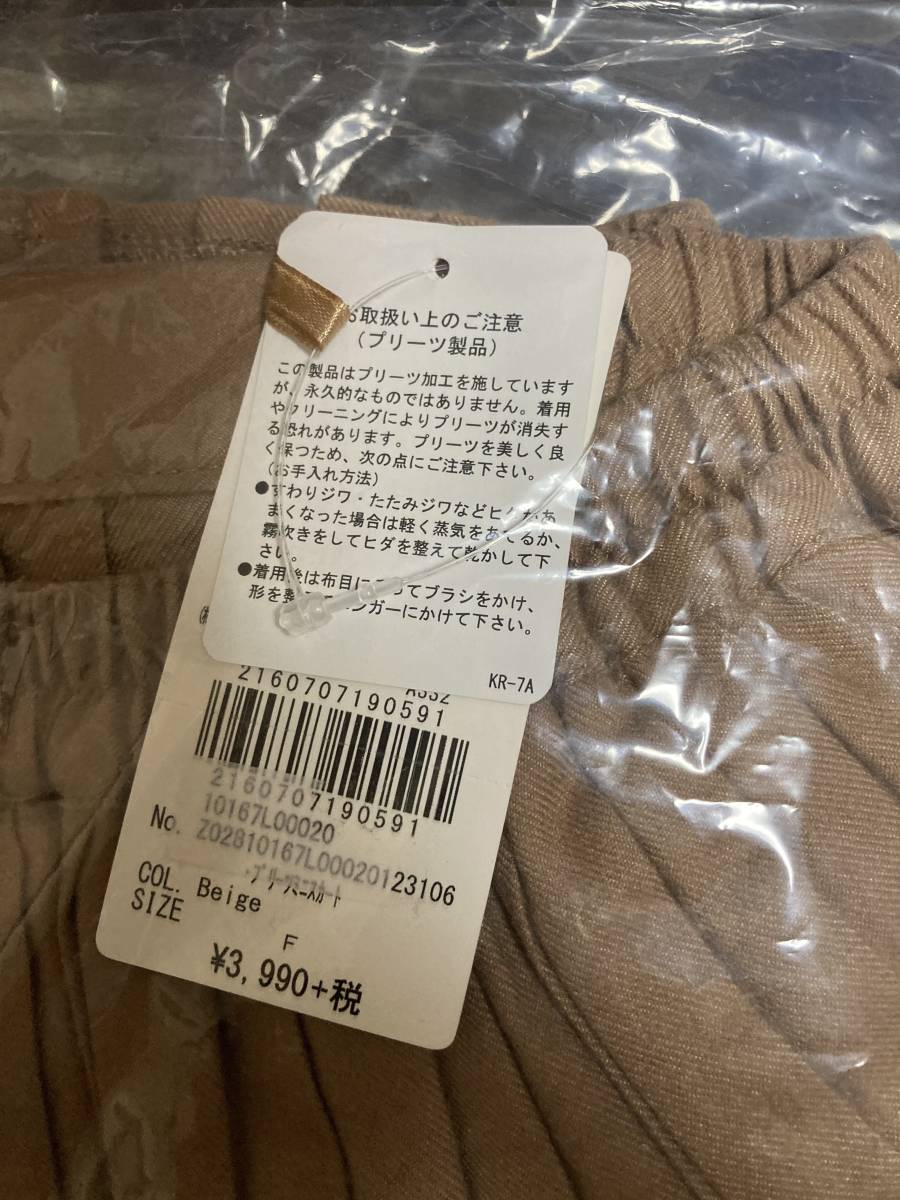 取扱い上のご注意
（プリーツ製品）
この製品はプリーツ加工を施しています
が、永久的なものではありません。着用
やクリーニングによりプリーツが消失す
る恐れがあります。プリーツを美しく良
く保つため、次の点にご注意下さい。
（お手入れ方法）
●すわりジワ・たたみジワなどヒダがあ
まくなった場合は軽く蒸気をあてるか、
霧吹きをしてヒダを整えて乾かして下
さい。
●着用後は布目にそってブラシをかけ、
形を整えてハンガーにかけて下さい。
KR-7A
2160707190591
2160707190591
10167L00020
No. Z02810167L00020123106
プリーツミニスカート
COL. Beige
SIZE F
¥3,990+税